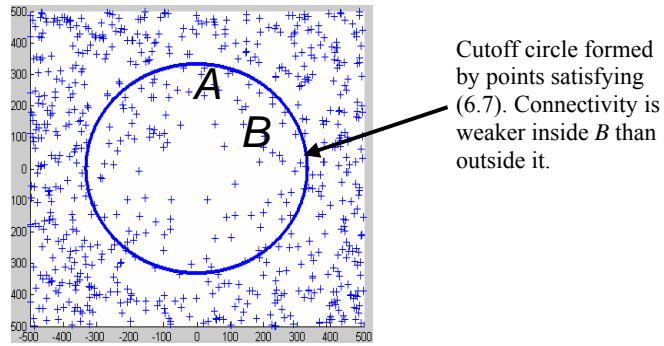 500
400
300
200
100
0
100
200
300
400
500
-500 -400 -300 -200 -100 0 100 200 300 400 500
A
B
Cutoff circle formed
by points satisfying
(6.7). Connectivity is
weaker inside B than
outside it.